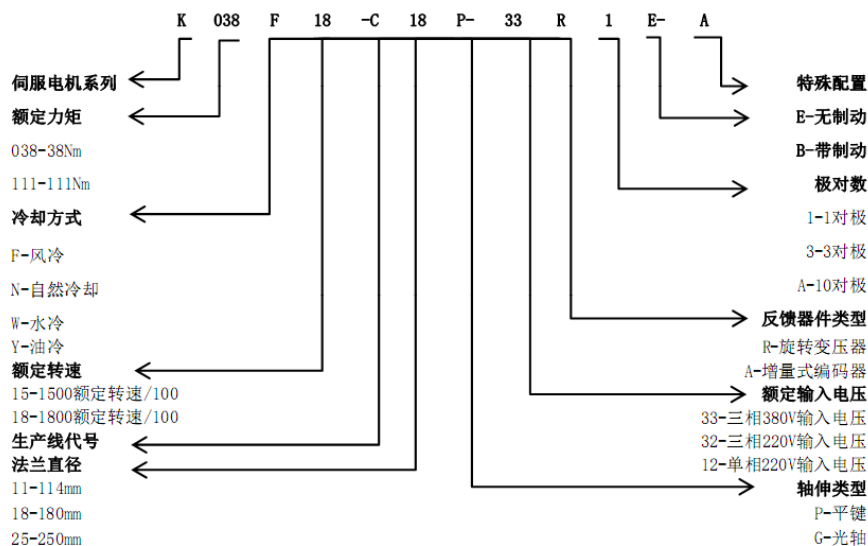 K 038 F 18 -C 18 P- 33 R 1 E- A
伺服电机系列
额定力矩
038-38Nm
111-111Nm
冷却方式
F-风冷
N-自然冷却
W-水冷
Y-油冷
额定转速
15-1500额定转速/100
18-1800额定转速/100
生产线代号
法兰直径
11-114mm
18-180mm
25-250mm
特殊配置
E-无制动
B-带制动
极对数
1-1对极
3-3对极
A-10对极
反馈器件类型
R-旋转变压器
A-增量式编码器
额定输入电压
33-三相380V输入电压
32-三相220V输入电压
12-单相220V输入电压
轴伸类型
P-平键
G-光轴